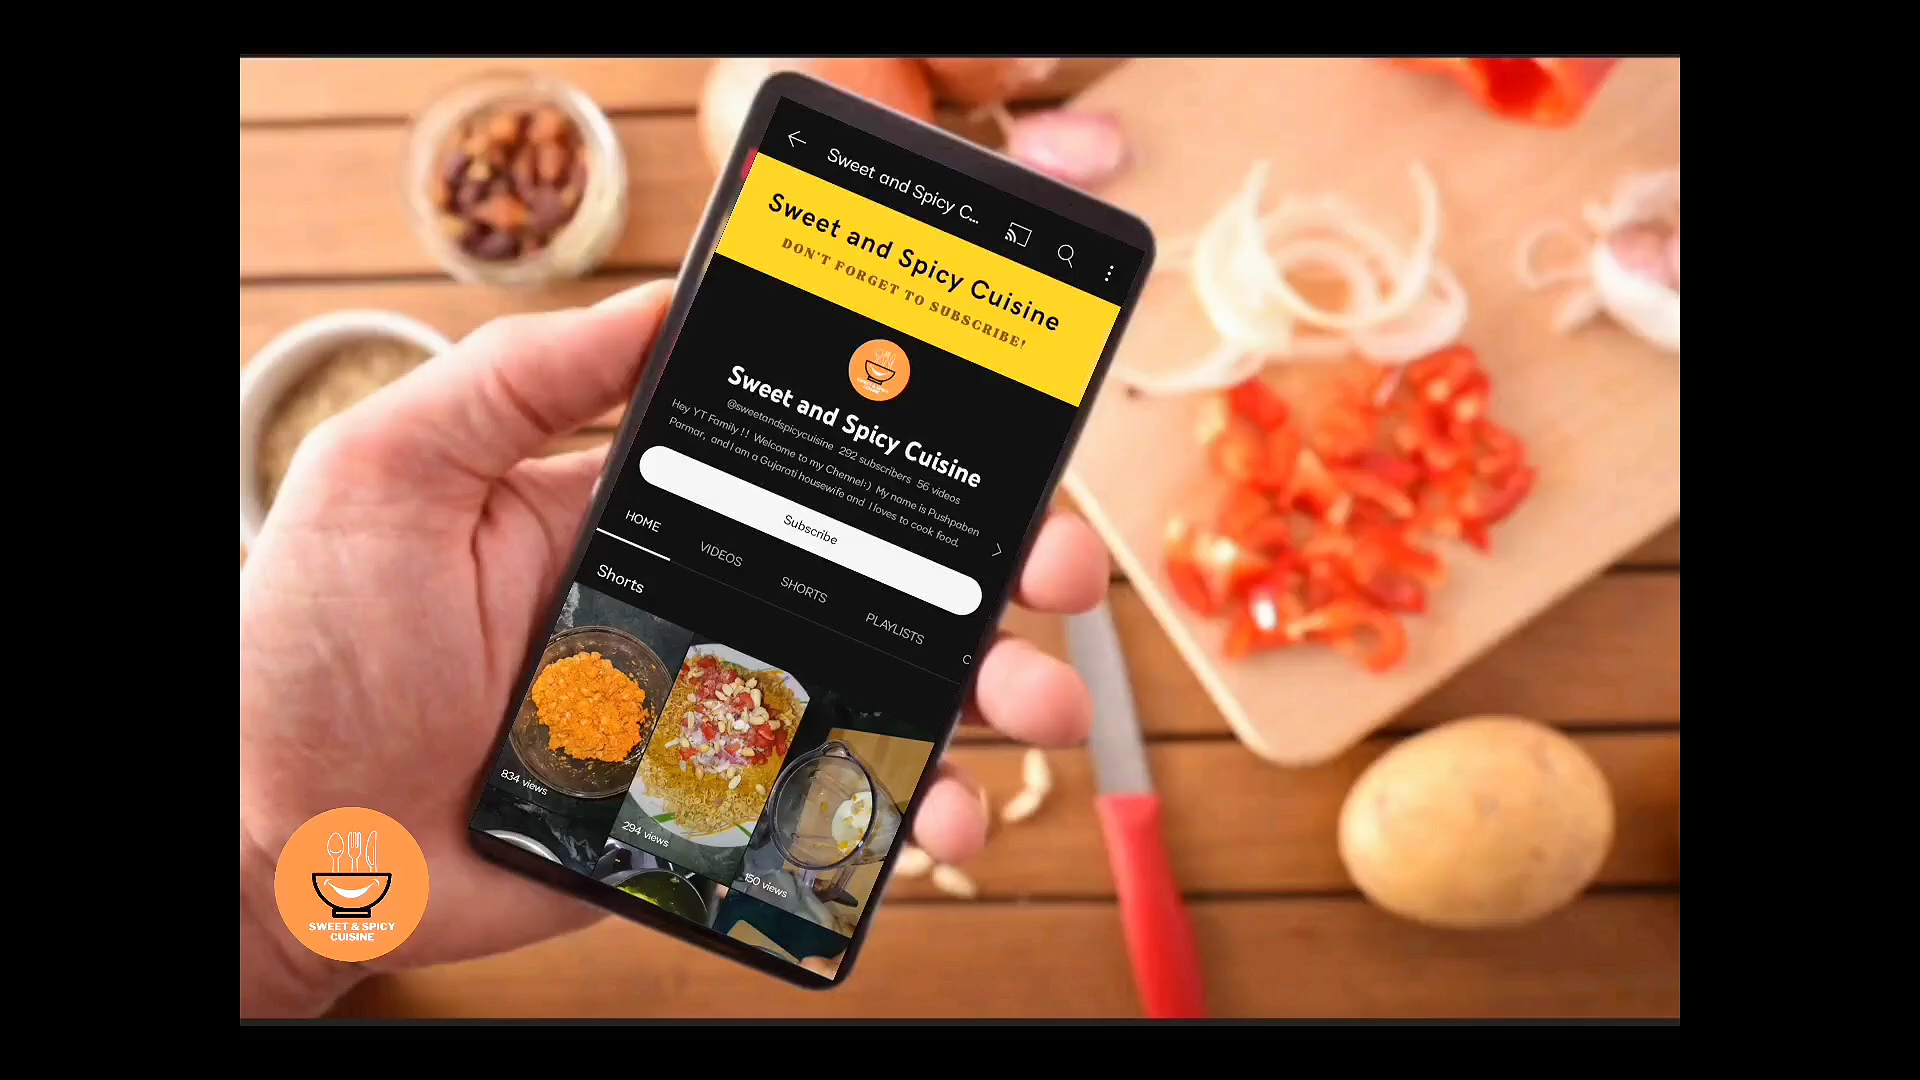 Sweet and Spicy C...
Sweet and Spicy Cuisine
DON'T FORGET TO SUBSCRIBE!
Sweet and Spicy Cuisine
@sweetandspicycuisine 292 subscribers 56 videos
Hey YT Family !! Welcome to my Chennel:) My name is Pushpaben
Parmar, and I am a Gujarati housewife and I loves to cook food.
Subscribe
HOME VIDEOS SHORTS PLAYLISTS C
Shorts
834 views
294 views
150 views
SWEET & SPICY
CUISINE